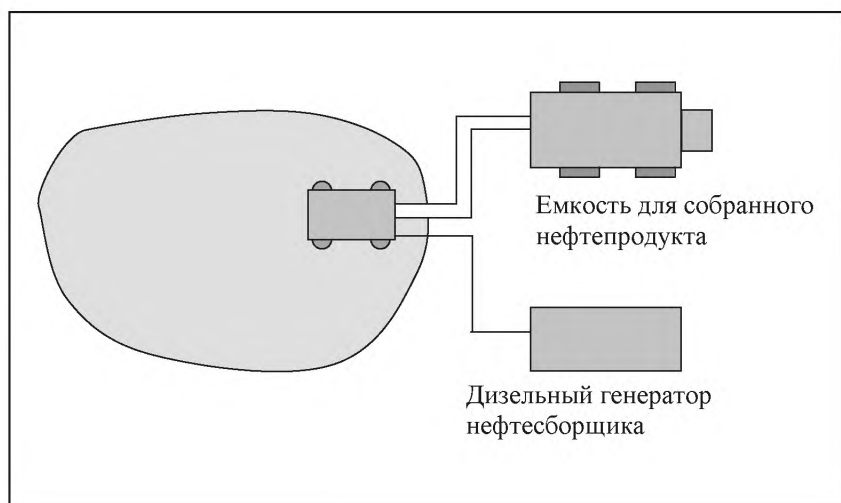 Емкость для собранного
нефтепродукта
Дизельный генератор
нефтесборщика